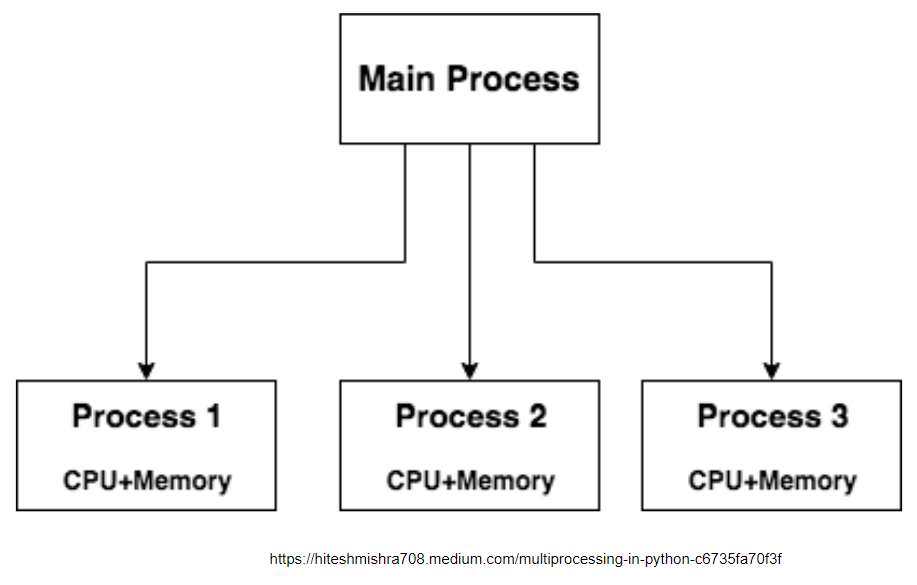 Main Process
Process 1
CPU+Memory
Process 2
CPU+Memory
Process 3
CPU+Memory
https://hiteshmishra708.medium.com/multiprocessing-in-python-c6735fa70f3f